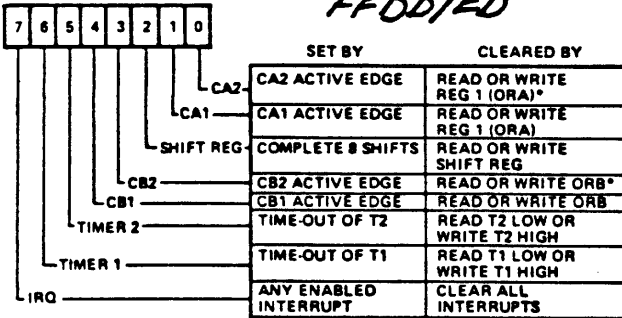 FFDD/ED
7 6 5 4 3 2 1 0
SET BY CLEARED BY
CA2 CA2 ACTIVE EDGE READ OR WRITE
REG 1 (ORA)*
CA1 CA1 ACTIVE EDGE READ OR WRITE
REG 1 (ORA)
SHIFT REG COMPLETE 8 SHIFTS READ OR WRITE
SHIFT REG
CB2 CB2 ACTIVE EDGE READ OR WRITE ORB*
CB1 CB1 ACTIVE EDGE READ OR WRITE ORB
TIMER 2 TIME-OUT OF T2 READ T2 LOW OR
WRITE T2 HIGH
TIMER 1 TIME-OUT OF T1 READ T1 LOW OR
WRITE T1 HIGH
IRQ ANY ENABLED CLEAR ALL
INTERRUPT INTERRUPTS